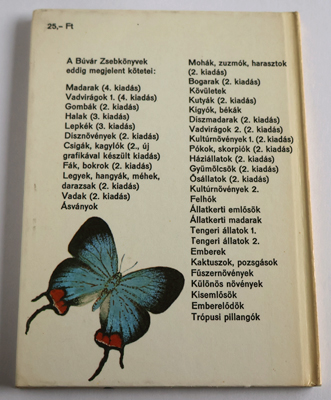 25,– Ft
A Búvár Zsebkönyvek
eddig megjelent kötetei:
Madarak (4. kiadás)
Vadvirágok 1. (4. kiadás)
Gombák (2. kiadás)
Halak (3. kiadás)
Lepkék (3. kiadás)
Disznövények (2. kiadás)
Csigák, kagylók (2., új
grafikával készült kiadás)
Fák, bokrok (2. kiadás)
Legyek, hangyák, méhek,
darazsak (2. kiadás)
Vadak (2. kiadás)
Ásványok
Mohák, zuzmók, harasztok
(2. kiadás)
Bogarak (2. kiadás)
Kövületek
Kutyák (2. kiadás)
Kígyók, békák
Díszmadarak (2. kiadás)
Vadvirágok 2. (2. kiadás)
Kultúrnövények 1. (2. kiadás)
Pókok, skorpiók (2. kiadás)
Háziállatok (2. kiadás)
Gyümölcsök (2. kiadás)
Ősállatok (2. kiadás)
Kultúrnövények 2.
Felhők
Állatkerti emlősök
Állatkerti madarak
Tengeri állatok 1.
Tengeri állatok 2.
Emberek
Kaktuszok, pozsgások
Fűszernövények
Különös növények
Kisemlősök
Emberelődök
Trópusi pillangók